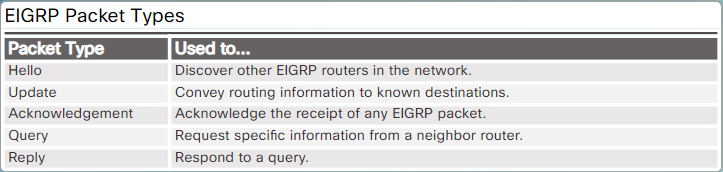 EIGRP Packet Types
Packet Type Used to...
Hello Discover other EIGRP routers in the network.
Update Convey routing information to known destinations.
Acknowledgement Acknowledge the receipt of any EIGRP packet.
Query Request specific information from a neighbor router.
Reply Respond to a query.